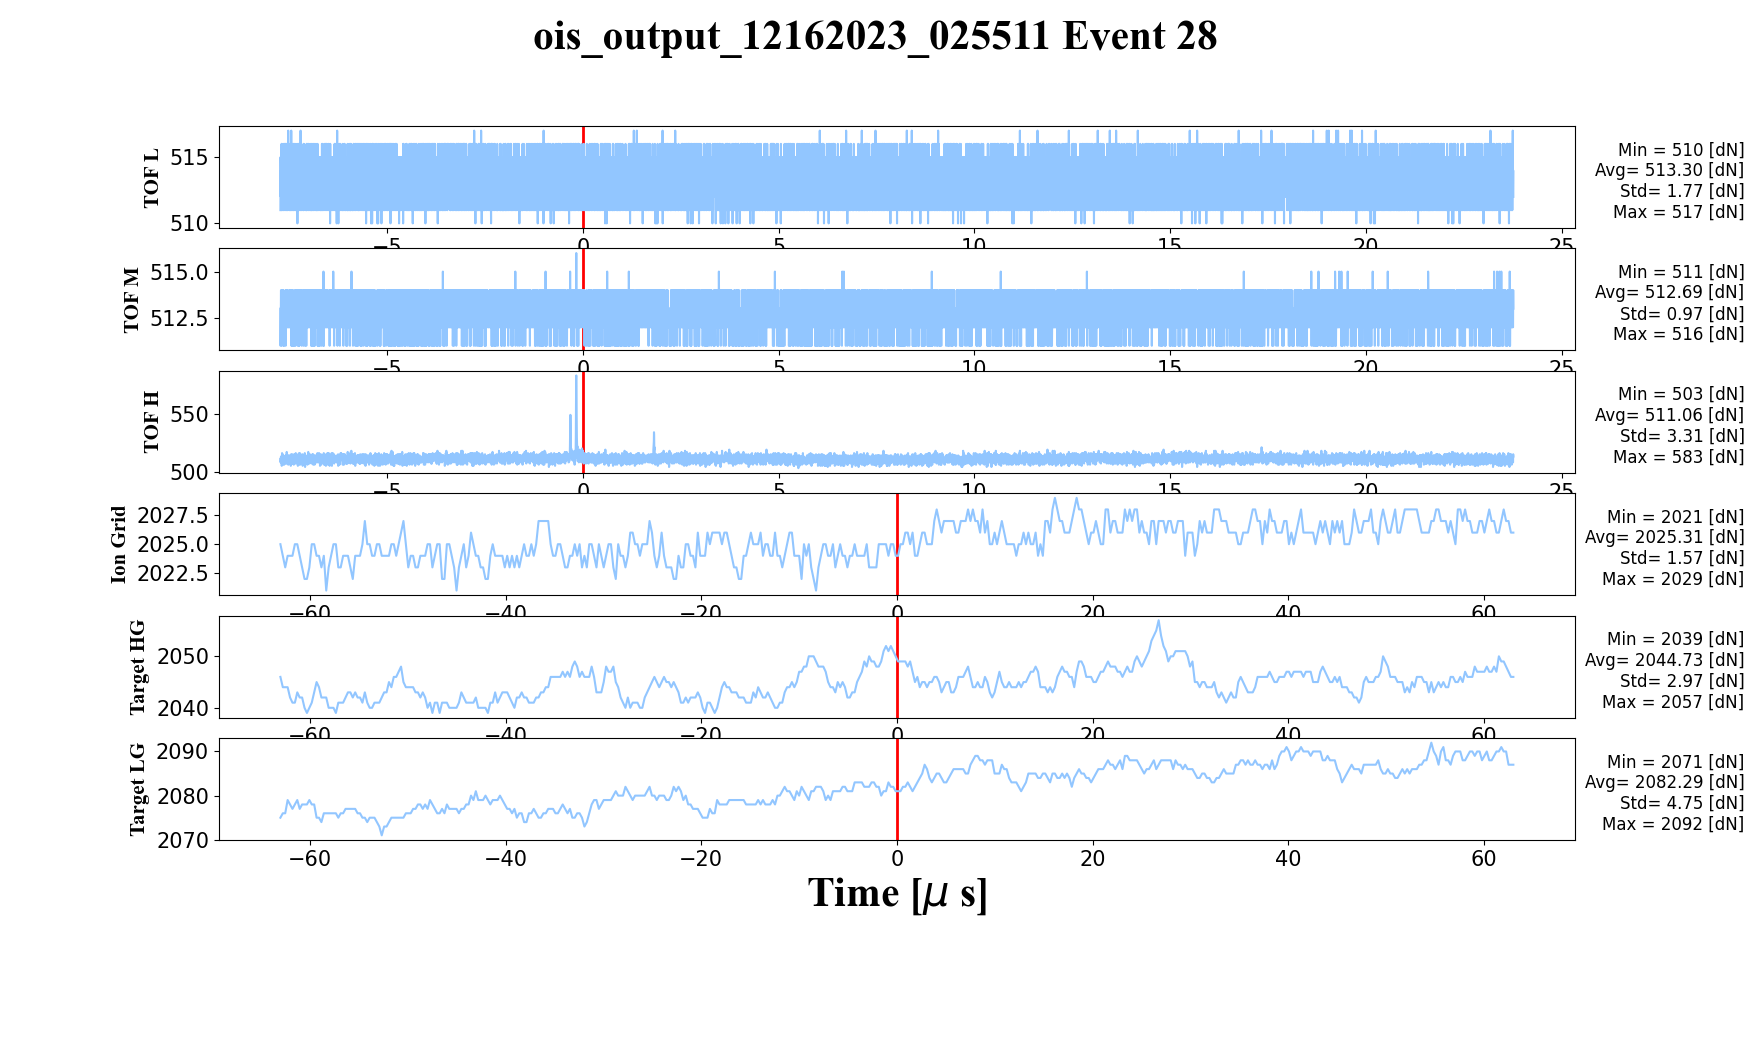 ois_output_12162023_025511 Event 28
TOF L
515
510
−5 0 5 10 15 20 25
Min = 510 [dN]
Avg= 513.30 [dN]
Std= 1.77 [dN]
Max = 517 [dN]
TOF M
515.0
512.5
−5 0 5 10 15 20 25
Min = 511 [dN]
Avg= 512.69 [dN]
Std= 0.97 [dN]
Max = 516 [dN]
TOF H
550
500
−5 0 5 10 15 20 25
Min = 503 [dN]
Avg= 511.06 [dN]
Std= 3.31 [dN]
Max = 583 [dN]
Ion Grid
2027.5
2025.0
2022.5
−60 −40 −20 0 20 40 60
Min = 2021 [dN]
Avg= 2025.31 [dN]
Std= 1.57 [dN]
Max = 2029 [dN]
Target HG
2050
2040
−60 −40 −20 0 20 40 60
Min = 2039 [dN]
Avg= 2044.73 [dN]
Std= 2.97 [dN]
Max = 2057 [dN]
Target LG
2090
2080
2070
−60 −40 −20 0 20 40 60
Min = 2071 [dN]
Avg= 2082.29 [dN]
Std= 4.75 [dN]
Max = 2092 [dN]
Time [μ s]